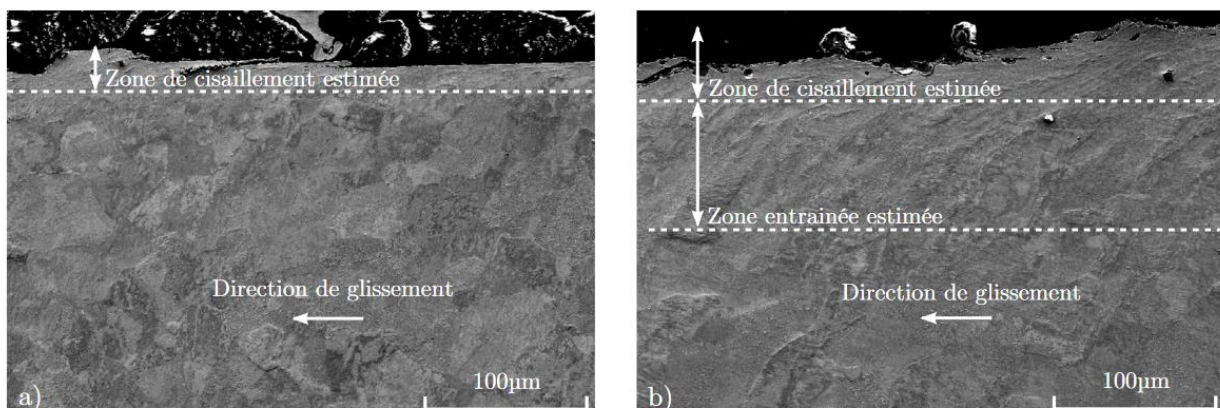 Zone de cisaillement estimée
Direction de glissement
100µm
a)
Zone de cisaillement estimée
Zone entrainée estimée
Direction de glissement
100µm
b)